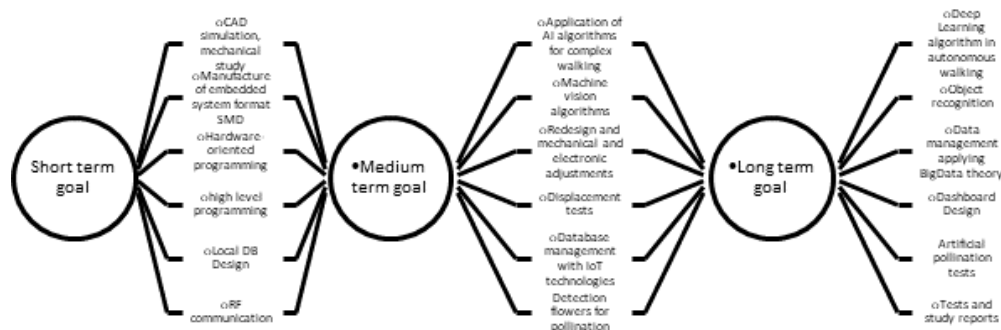 Short term
goal
oCAD
simulation,
mechanical
study
oManufacture
of embedded
system format
SMD
oHardware-
oriented
programming
ohigh level
programming
oLocal DB
Design
oRF
communication
•Medium
term goal
oApplication of
AI algorithms
for complex
walking
oMachine
vision
algorithms
oRedesign and
mechanical and
electronic
adjustments
oDisplacement
tests
oDatabase
management
with IoT
technologies
Detection
flowers for
pollination
•Long term
goal
oDeep
Learning
algorithm in
autonomous
walking
oObject
recognition
oData
management
applying
BigData theory
oDashboard
Design
Artificial
pollination
tests
oTests and
study reports